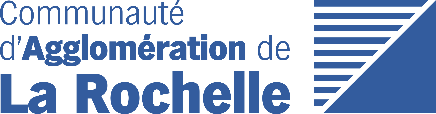 Communauté
d'Agglomération de
La Rochelle